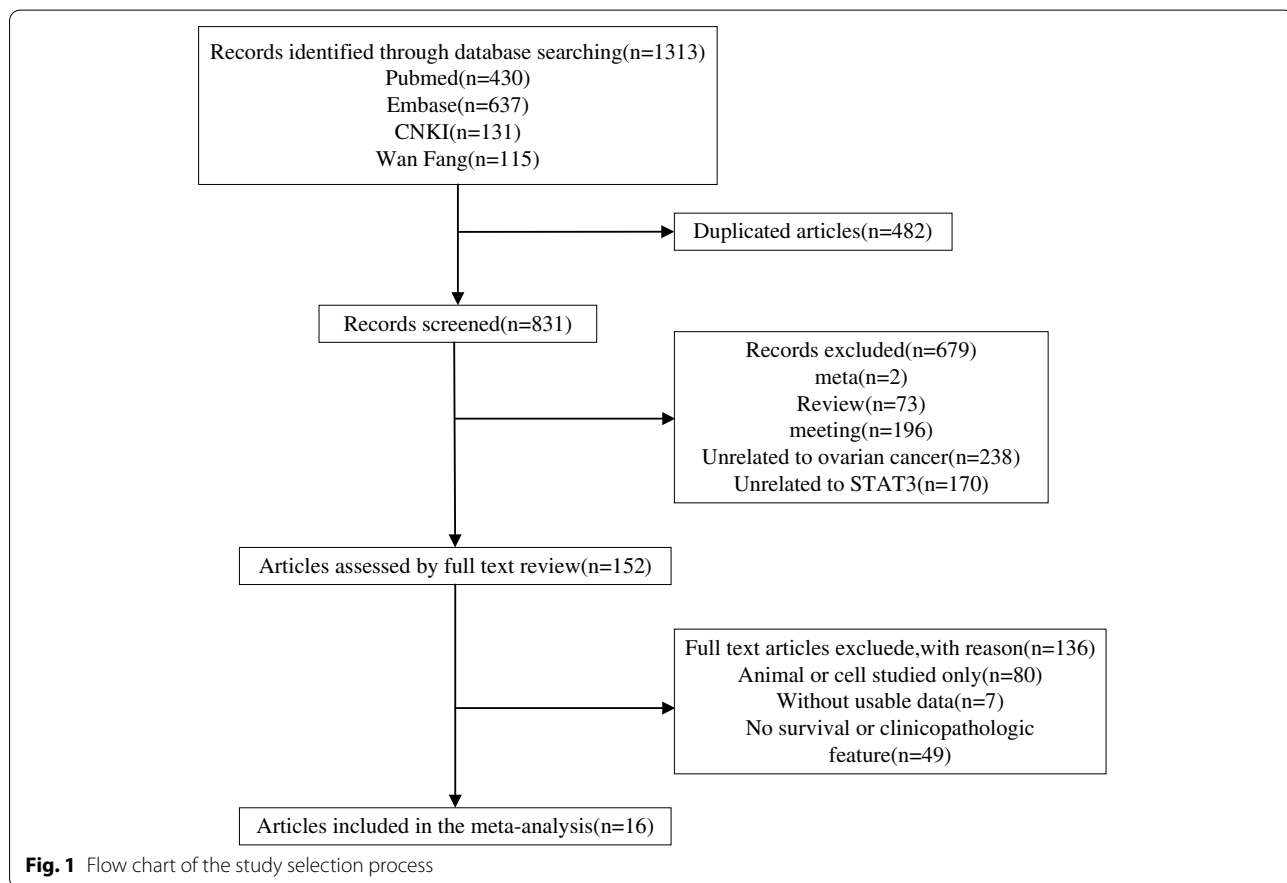 Records identified through database searching(n=1313)
Pubmed(n=430)
Embase(n=637)
CNKI(n=131)
Wan Fang(n=115)
Duplicated articles(n=482)
Records screened(n=831)
Records excluded(n=679)
meta(n=2)
Review(n=73)
meeting(n=196)
Unrelated to ovarian cancer(n=238)
Unrelated to STAT3(n=170)
Articles assessed by full text review(n=152)
Full text articles excluede,with reason(n=136)
Animal or cell studied only(n=80)
Without usable data(n=7)
No survival or clinicopathologic
feature(n=49)
Articles included in the meta-analysis(n=16)
Fig. 1 Flow chart of the study selection process